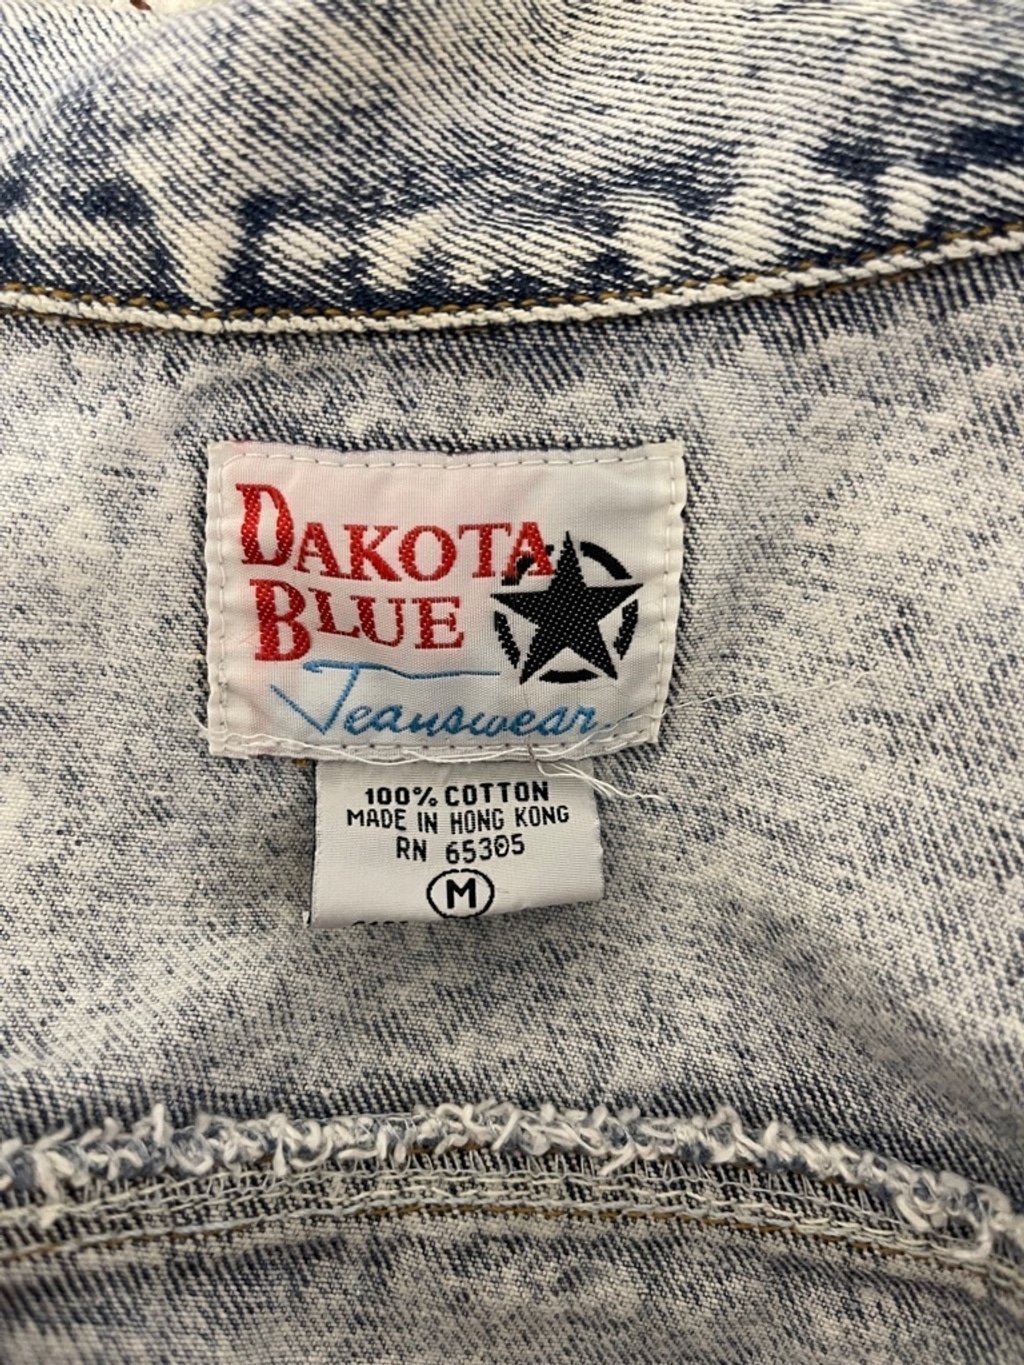 DAKOTA
BLUE
Jeanswear
100% COTTON
MADE IN HONG KONG
RN 65305
M